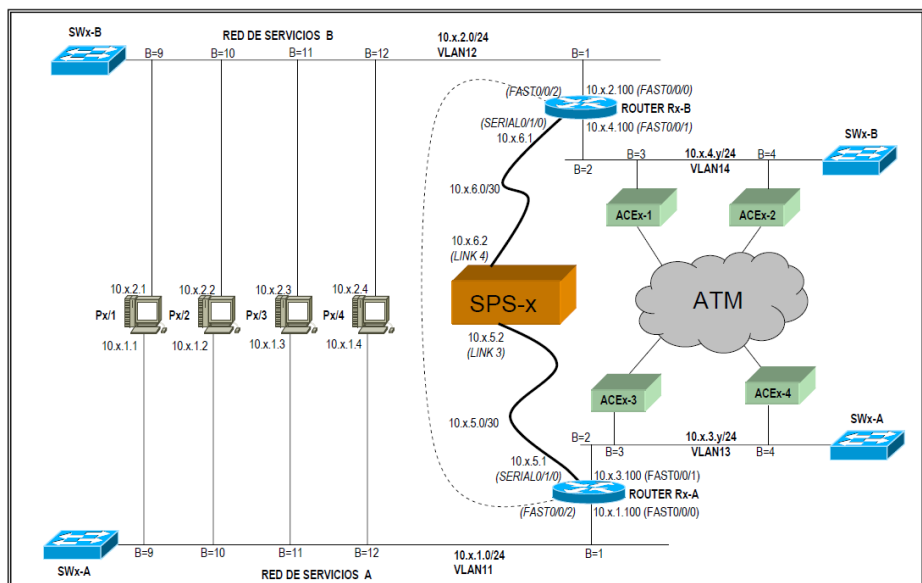 SWx-B
RED DE SERVICIOS B
10.x.2.0/24
VLAN12
B=9
B=10
B=11
B=12
B=1
(FAST0/0/2)
10.x.2.100 (FAST0/0/0)
ROUTER Rx-B
(SERIAL0/1/0)
10.x.6.1
10.x.4.100 (FAST0/0/1)
SWx-B
B=2
B=3
10.x.4.y/24
VLAN14
B=4
ACEx-1
ACEx-2
10.x.6.0/30
10.x.6.2
(LINK 4)
10.x.2.1
10.x.2.2
10.x.2.3
10.x.2.4
Px/1
Px/2
Px/3
Px/4
10.x.1.1
10.x.1.2
10.x.1.3
10.x.1.4
SPS-x
ATM
10.x.5.2
(LINK 3)
ACEx-3
ACEx-4
SWx-A
10.x.5.0/30
B=2
B=3
10.x.3.y/24
VLAN13
B=4
10.x.5.1
(SERIAL0/1/0)
10.x.3.100 (FAST0/0/1)
ROUTER Rx-A
(FAST0/0/2)
10.x.1.100 (FAST0/0/0)
SWx-A
B=9
B=10
B=11
B=12
10.x.1.0/24
VLAN11
B=1
RED DE SERVICIOS A